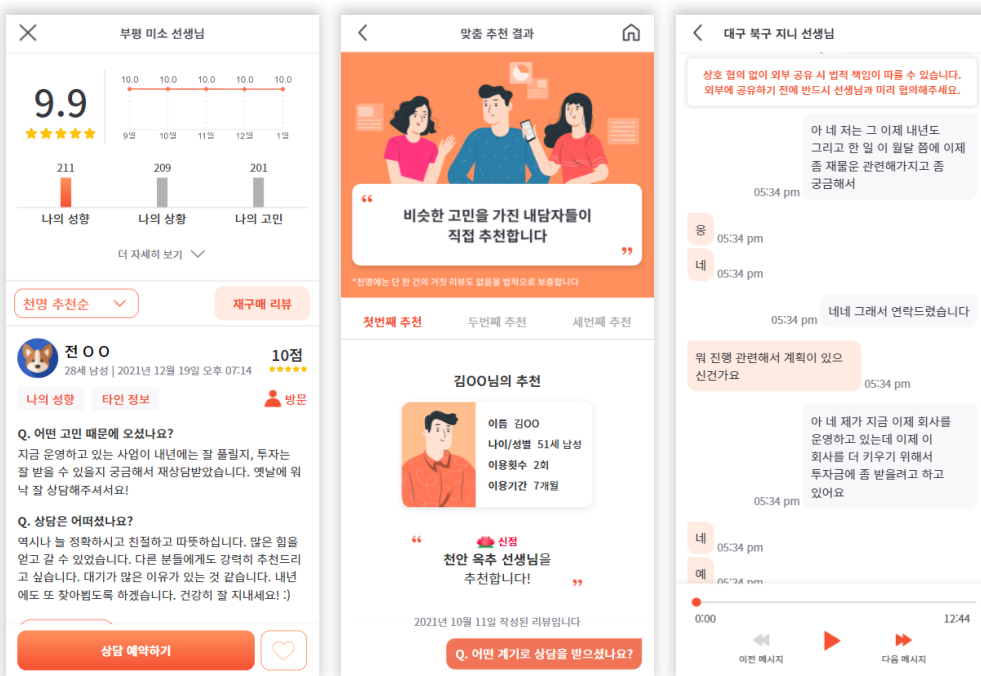 부평 미소 선생님
9.9
10.0 10.0 10.0 10.0 10.0
9월 10월 11월 12월 1월
211 209 201
나의 성향 나의 상황 나의 고민
더 자세히 보기
천명 추천순
재구매 리뷰
전 O O
28세 남성 | 2021년 12월 19일 오후 07:14
10점
나의 성향 타인 정보
방문
Q. 어떤 고민 때문에 오셨나요?
지금 운영하고 있는 사업이 내년에는 잘 풀릴지, 투자는
잘 받을 수 있을지 궁금해서 재상담받았습니다. 옛날에 워
낙 잘 상담해주셔서요!
Q. 상담은 어떠셨나요?
역시나 늘 정확하시고 친절하고 따뜻하십니다. 많은 힘을
얻고 갈 수 있었습니다. 다른 분들에게도 강력히 추천드리
고 싶습니다. 대기가 많은 이유가 있는 것 같습니다. 내년
에도 또 찾아뵙도록 하겠습니다. 건강히 잘 지내세요! :)
상담 예약하기
맞춤 추천 결과
“
비슷한 고민을 가진 내담자들이
직접 추천합니다
”
*천명에는 단 한 건의 거짓 리뷰도 없음을 법적으로 보증합니다
첫번째 추천 두번째 추천 세번째 추천
김OO님의 추천
이름 김OO
나이/성별 51세 남성
이용횟수 2회
이용기간 7개월
“
신점
천안 옥추 선생님을
추천합니다!
”
2021년 10월 11일 작성된 리뷰입니다
Q. 어떤 계기로 상담을 받으셨나요?
대구 북구 지니 선생님
상호 협의 없이 외부 공유 시 법적 책임이 따를 수 있습니다.
외부에 공유하기 전에 반드시 선생님과 미리 협의해주세요.
아 네 저는 그 이제 내년도
그리고 한 일 이 월달 쯤에 이제
좀 재물운 관련해가지고 좀
궁금해서
05:34 pm
응
05:34 pm
네
05:34 pm
네네 그래서 연락드렸습니다
05:34 pm
뭐 진행 관련해서 계획이 있으
신건가요
05:34 pm
아 네 제가 지금 이제 회사를
운영하고 있는데 이제 이
회사를 더 키우기 위해서
투자금에 좀 받을려고 하고
있어요
05:34 pm
네
05:34 pm
예
05:34 pm
0:00 12:44
이전 메시지 다음 메시지